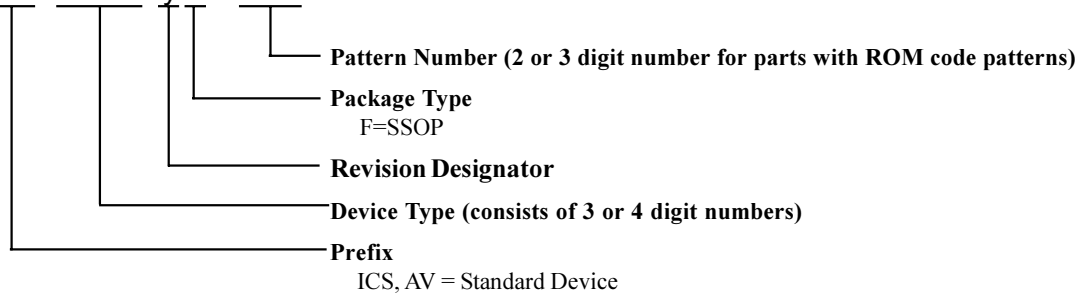 Pattern Number (2 or 3 digit number for parts with ROM code patterns)
Package Type
F=SSOP
Revision Designator
Device Type (consists of 3 or 4 digit numbers)
Prefix
ICS, AV = Standard Device